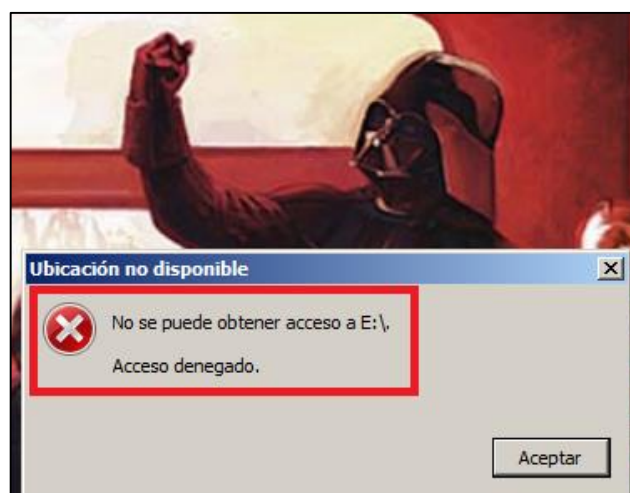 Ubicación no disponible
No se puede obtener acceso a E:\.
Acceso denegado.
Aceptar